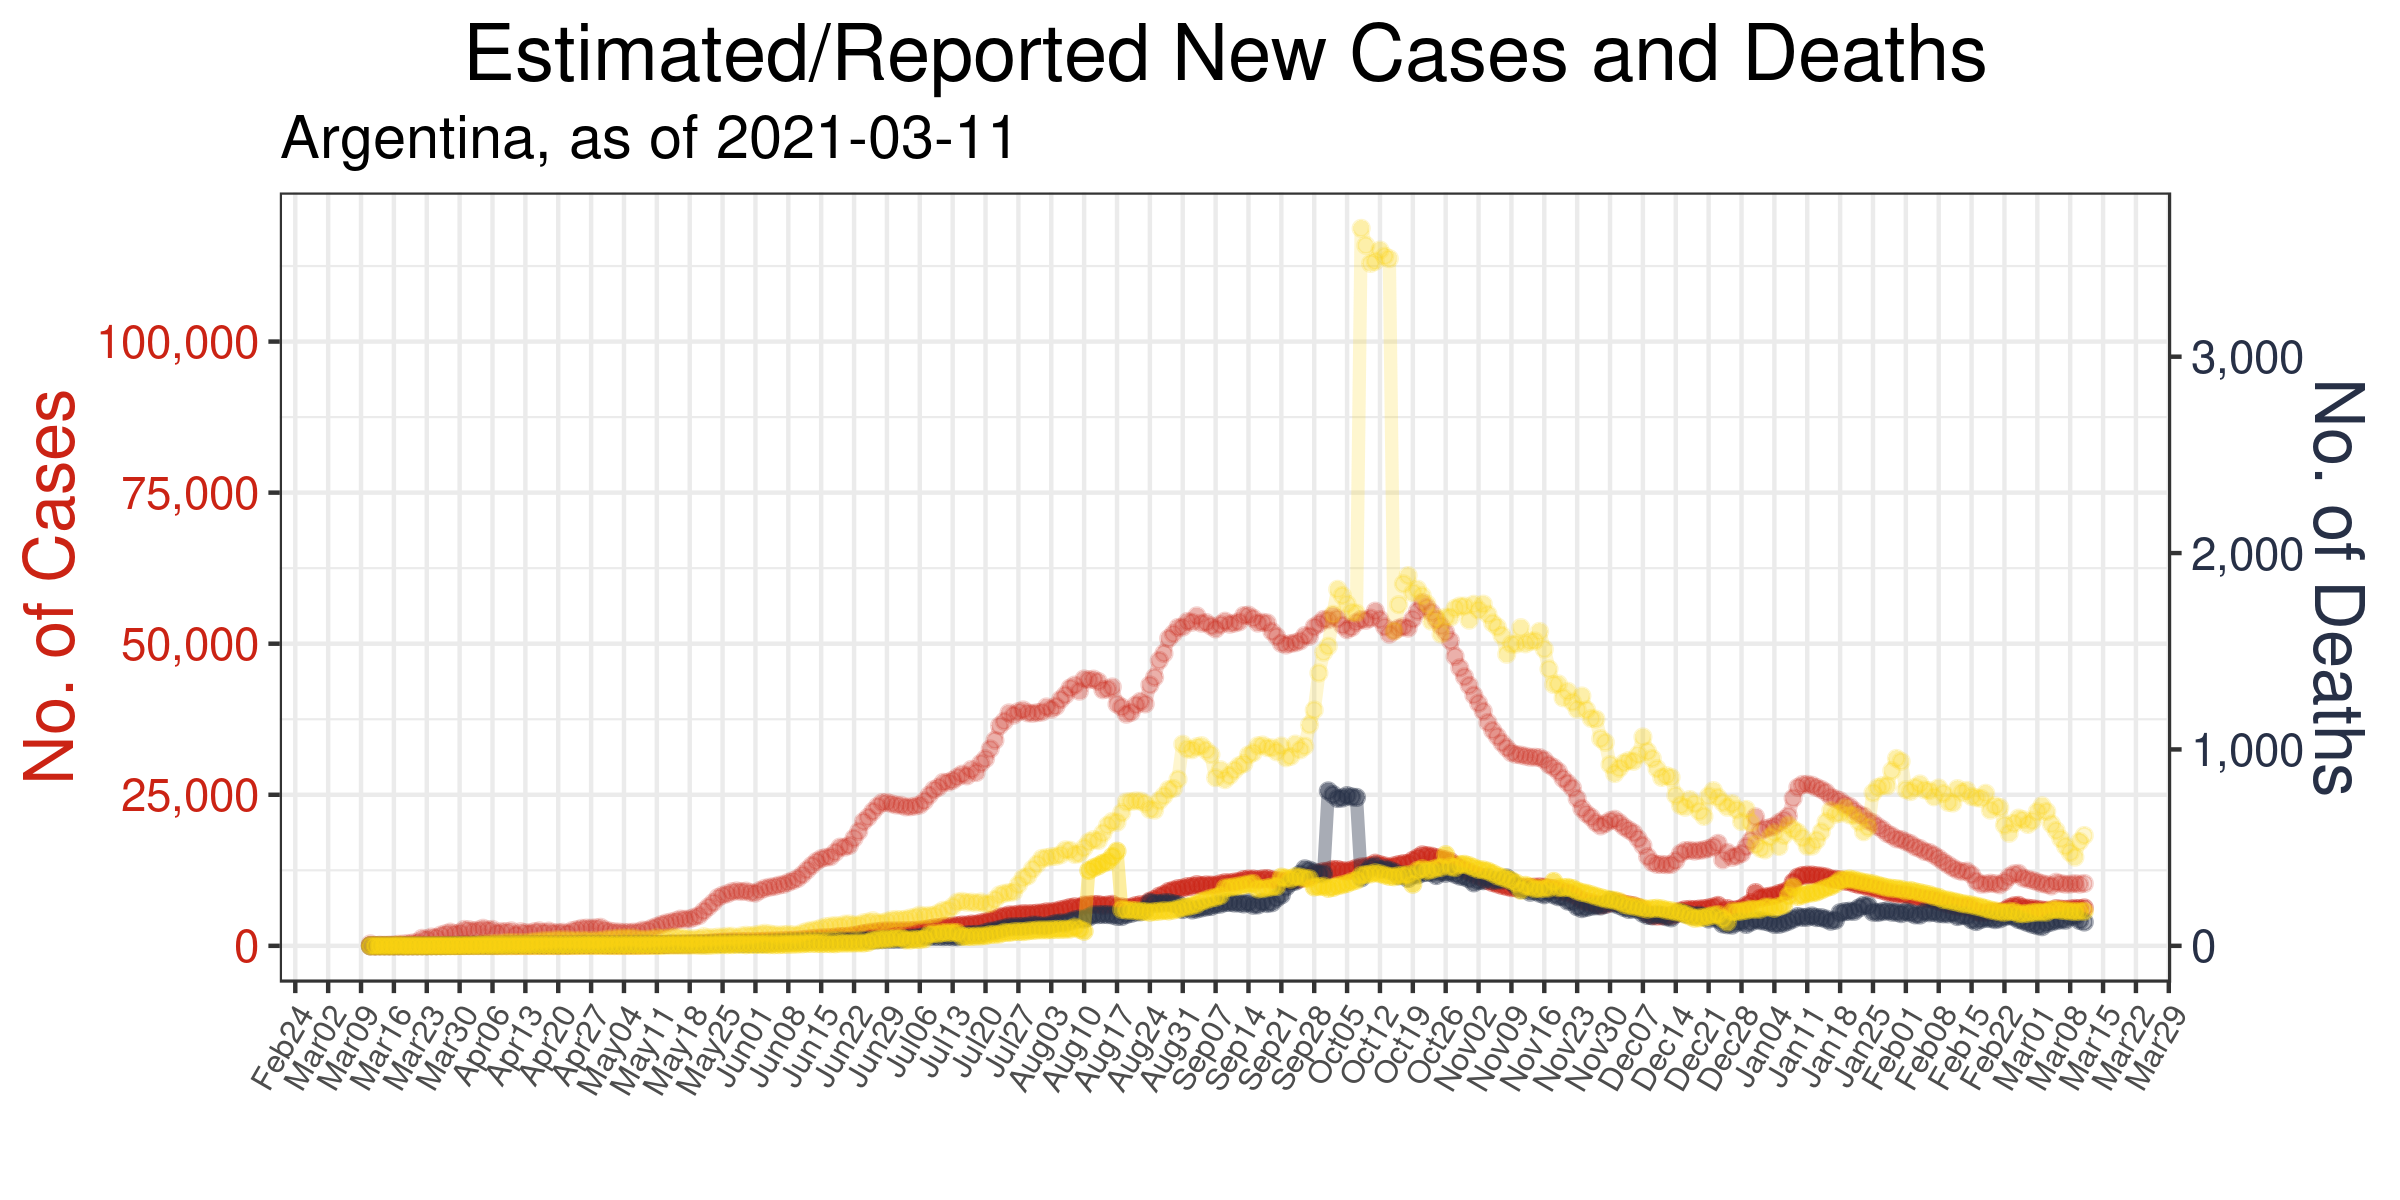 Estimated/Reported New Cases and Deaths
Argentina, as of 2021-03-11
No. of Cases
100,000
75,000
50,000
25,000
0
3,000
2,000
1,000
0
No. of Deaths
Feb24
Mar02
Mar09
Mar16
Mar23
Mar30
Apr06
Apr13
Apr20
Apr27
May04
May11
May18
May25
Jun01
Jun08
Jun15
Jun22
Jun29
Jul06
Jul13
Jul20
Jul27
Aug03
Aug10
Aug17
Aug24
Aug31
Sep07
Sep14
Sep21
Sep28
Oct05
Oct12
Oct19
Oct26
Nov02
Nov09
Nov16
Nov23
Nov30
Dec07
Dec14
Dec21
Dec28
Jan04
Jan11
Jan18
Jan25
Feb01
Feb08
Feb15
Feb22
Mar01
Mar08
Mar15
Mar22
Mar29